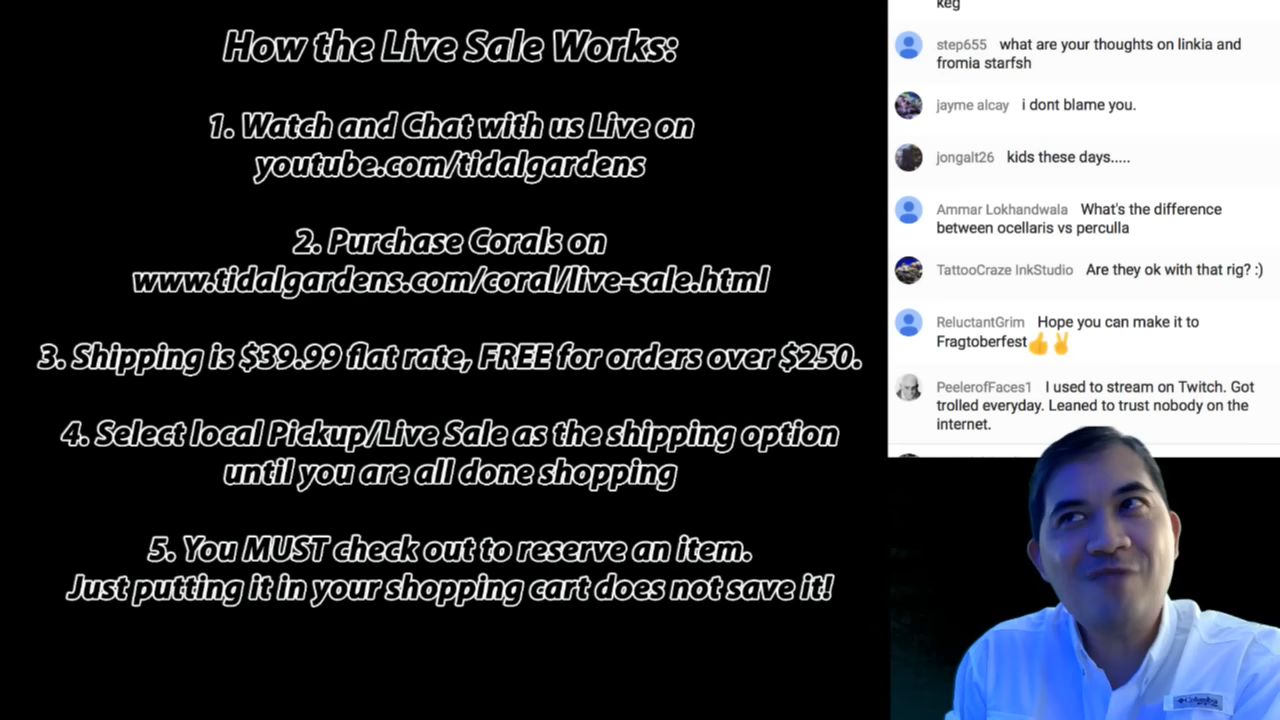 How the Live Sale Works:
1. Watch and Chat with us Live on
youtube.com/tidalgardens
2. Purchase Corals on
www.tidalgardens.com/coral/live-sale.html
3. Shipping is $39.99 flat rate, FREE for orders over $250.
4. Select local Pickup/Live Sale as the shipping option
until you are all done shopping
5. You MUST check out to reserve an item.
Just putting it in your shopping cart does not save it!
keg
step655 what are your thoughts on linkia and
fromia starfsh
jayme alcay i dont blame you.
jongalt26 kids these days.....
Ammar Lokhandwala What's the difference
between ocellaris vs perculla
TattooCraze InkStudio Are they ok with that rig? :)
ReluctantGrim Hope you can make it to
Fragtoberfest👍✌
PeelerofFaces1 I used to stream on Twitch. Got
trolled everyday. Leaned to trust nobody on the
internet.
Columbia